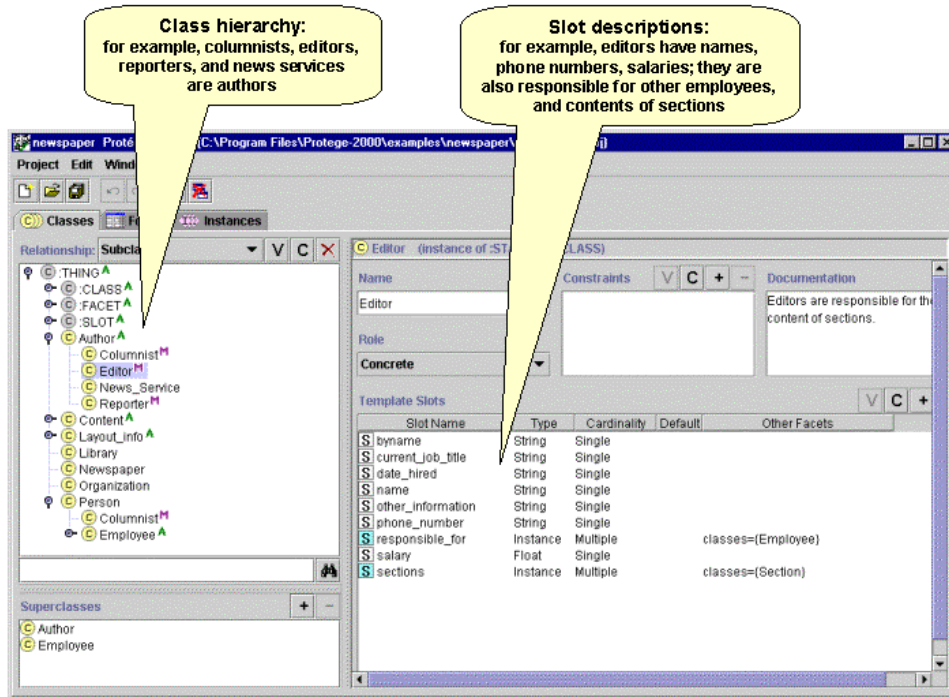 Class hierarchy:
for example, columnists, editors,
reporters, and news services
are authors
Slot descriptions:
for example, editors have names,
phone numbers, salaries; they are
also responsible for other employees,
and contents of sections
newspaper Proté (C:\Program Files\Protege-2000\examples\newspaper\
Project Edit Wind
Classes Fo Instances
Relationship: Subcla V C
C Editor (instance of :STA LASS)
C :THING A
C :CLASS A
C :FACET A
C :SLOT A
C Author A
C Columnist M
C Editor M
C News_Service
C Reporter M
C Content A
C Layout_info A
C Library
C Newspaper
C Organization
C Person
C Columnist M
C Employee A
Superclasses + -
C Author
C Employee
Name Constraints V C + - Documentation
Editor
Editors are responsible for the
content of sections.
Role
Concrete
Template Slots V C +
Slot Name Type Cardinality Default Other Facets
S byname String Single
S current_job_title String Single
S date_hired String Single
S name String Single
S other_information String Single
S phone_number String Single
S responsible_for Instance Multiple classes={Employee}
S salary Float Single
S sections Instance Multiple classes={Section}